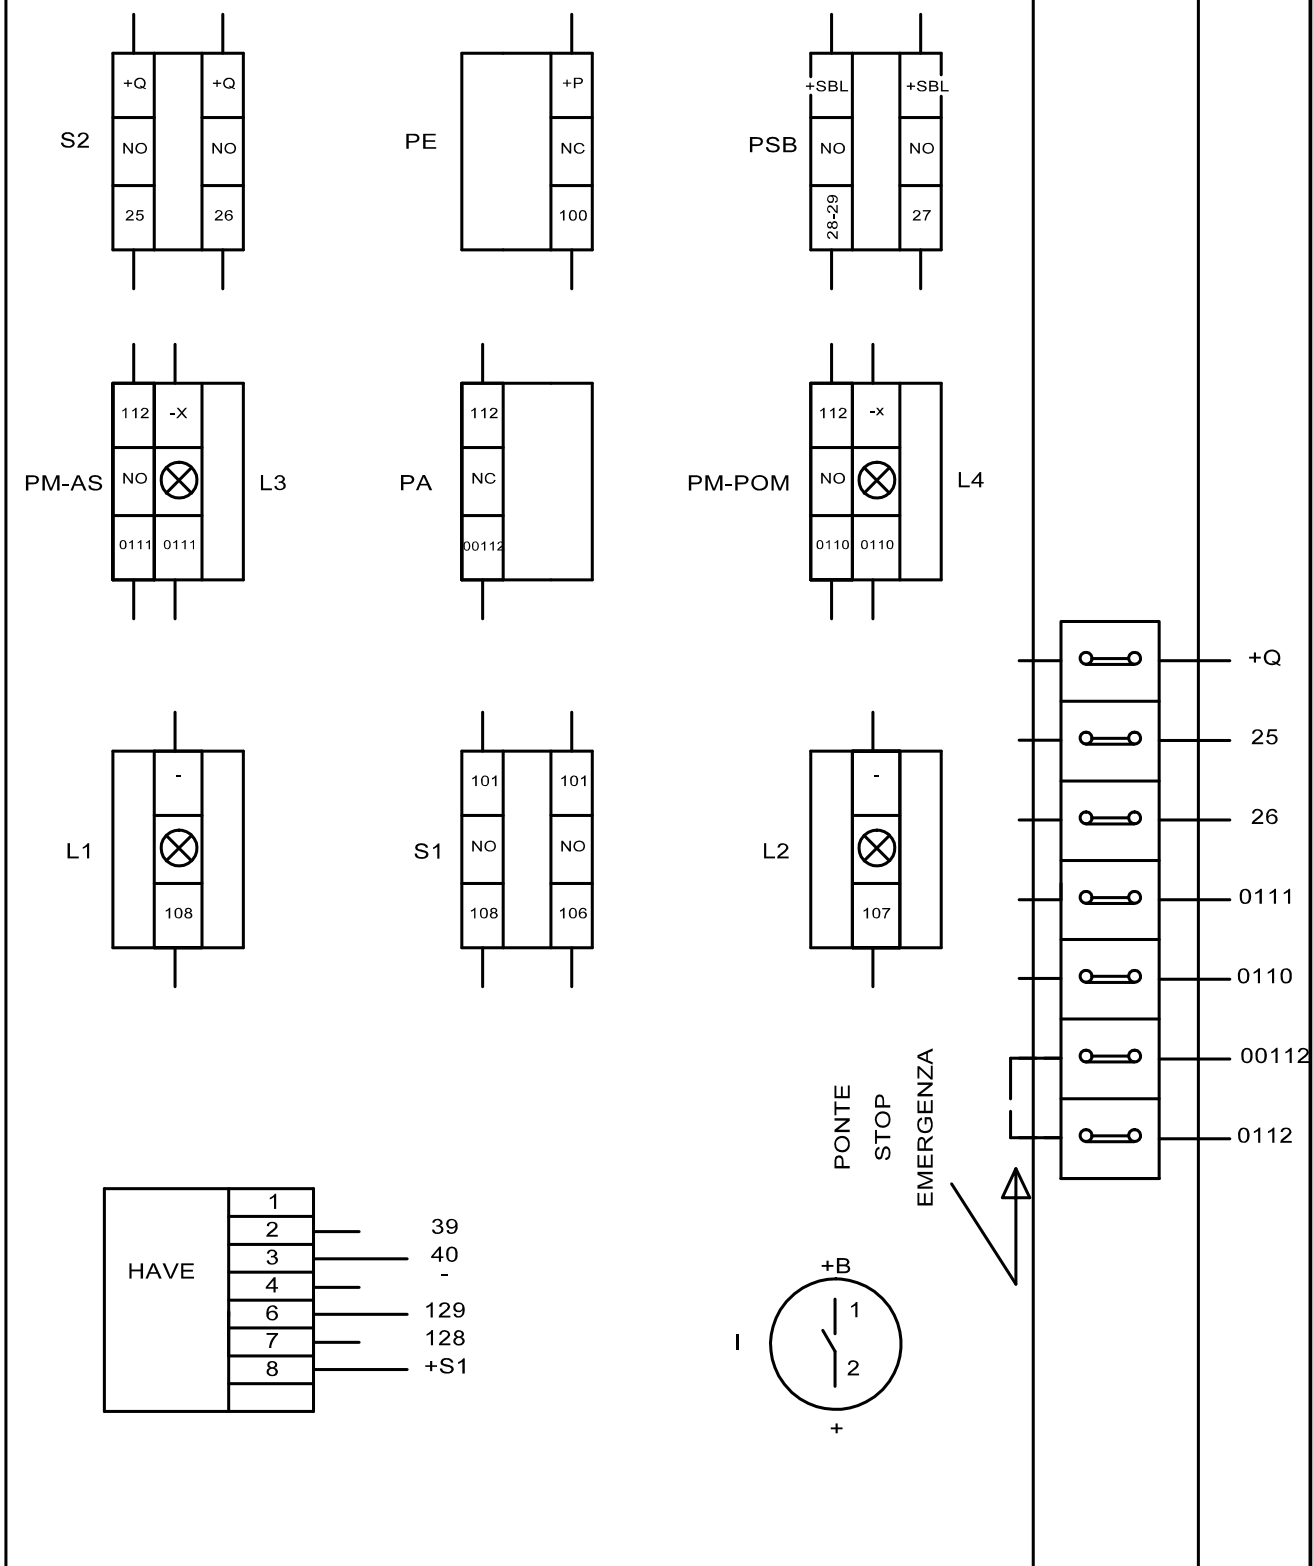 +Q
+Q
S2
NO
NO
25
26
+P
PE
NC
100
+SBL
+SBL
PSB
NO
NO
28-29
27
112
-X
PM-AS
NO
L3
0111
0111
112
PA
NC
00112
112
-x
PM-POM
NO
L4
0110
0110
-
L1
108
101
101
S1
NO
NO
108
106
-
L2
107
+Q
25
26
0111
0110
00112
0112
PONTE
STOP
EMERGENZA
HAVE
1
2
39
3
40
4
-
6
129
7
128
8
+S1
+B
I
1
2
+